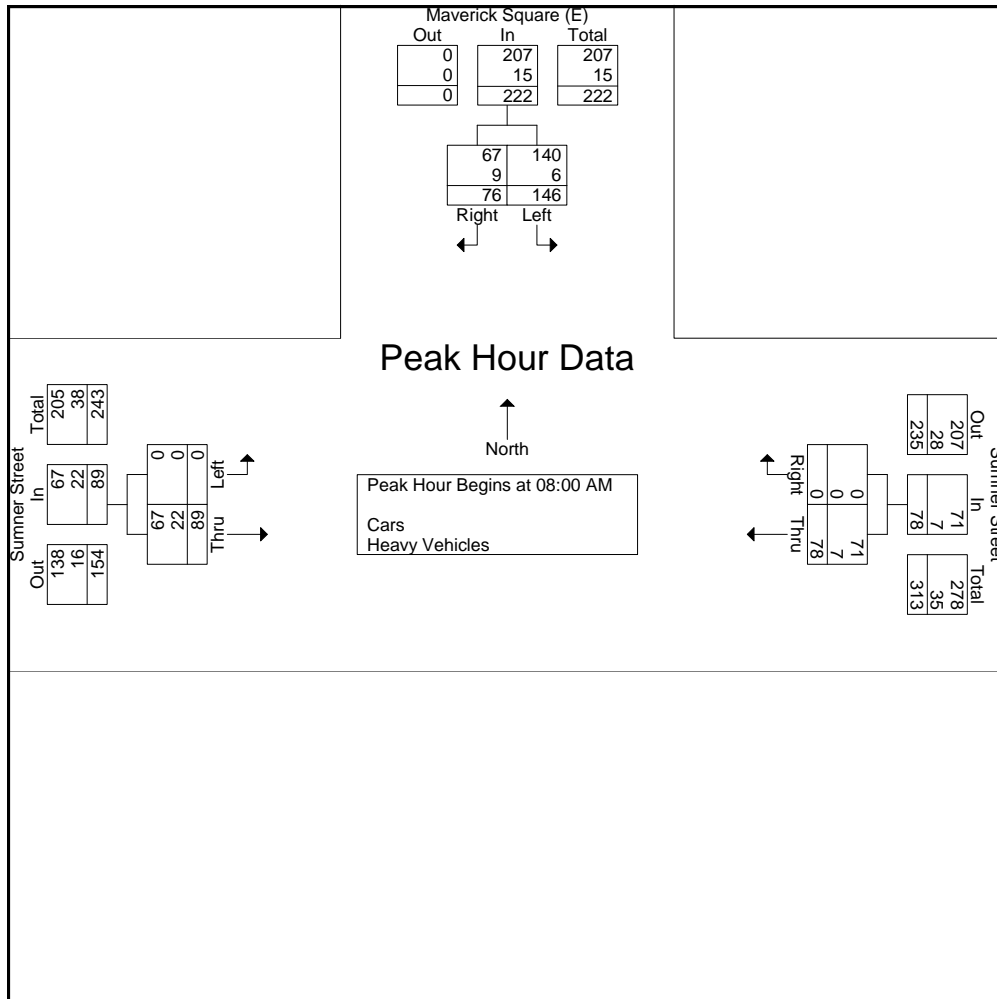 Maverick Square (E)
Out In Total
0 207 207
0 15 15
0 222 222
67 140
9 6
76 146
Right Left
Peak Hour Data
North
Peak Hour Begins at 08:00 AM
Cars
Heavy Vehicles
Sumner Street
Out In Total
138 67 205
16 22 38
154 89 243
Thru Left
67 0
22 0
89 0
Sumner Street
Out In Total
207 71 278
28 7 35
235 78 313
Right Thru
0 71
0 7
0 78